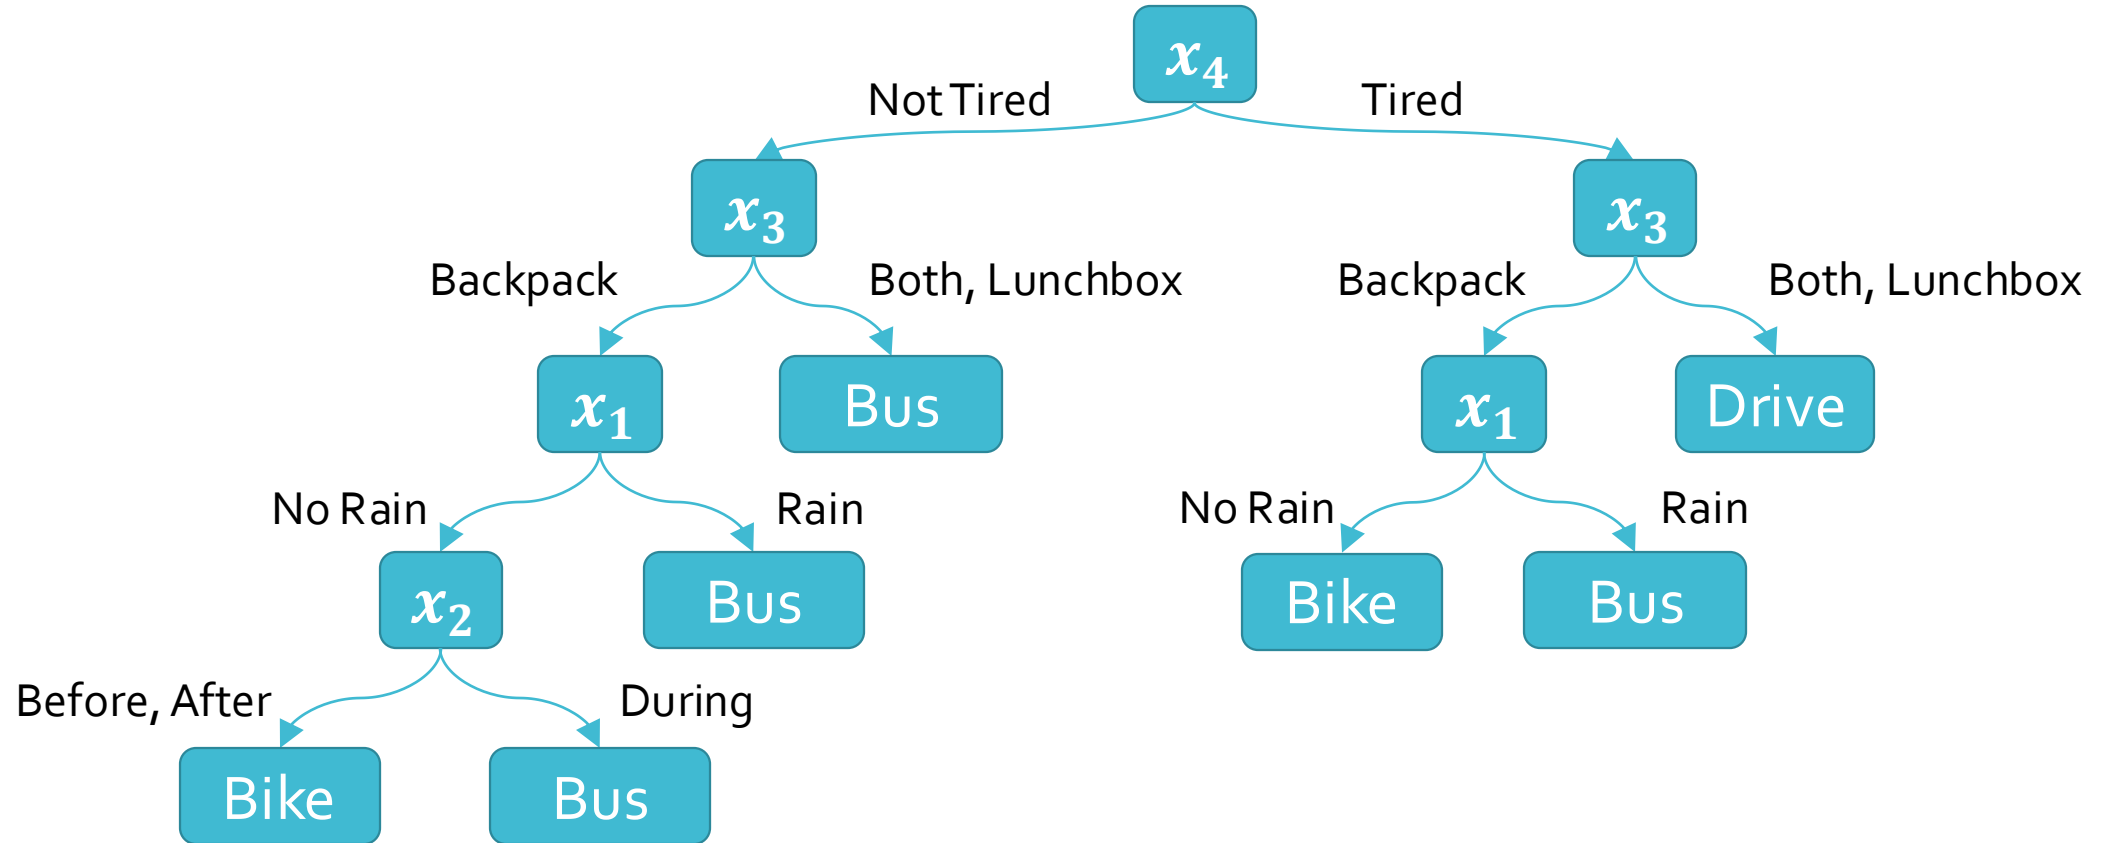 x₄
Not Tired
Tired
x₃
x₃
Backpack
Both, Lunchbox
Backpack
Both, Lunchbox
x₁
Bus
x₁
Drive
No Rain
Rain
No Rain
Rain
x₂
Bus
Bike
Bus
Before, After
During
Bike
Bus